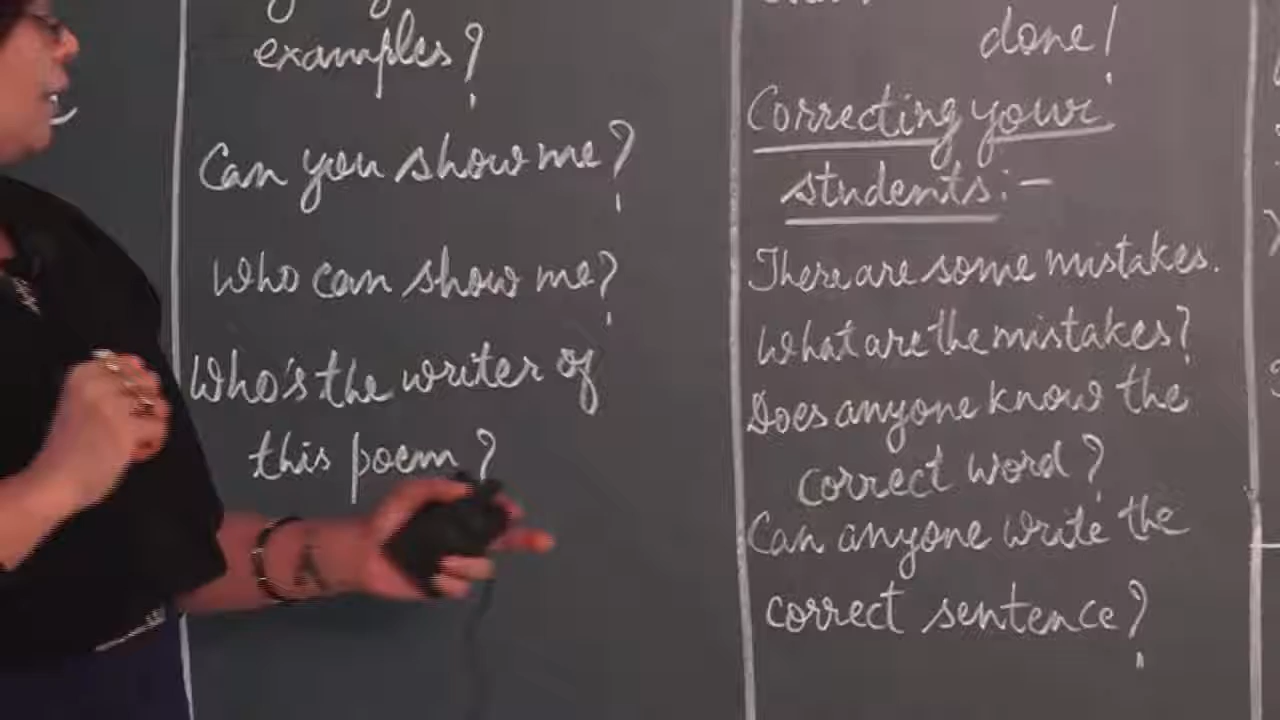 examples?
Can you show me?
Who can show me?
Who's the writer of
this poem?
done!
Correcting your
students:-
There are some mistakes.
What are the mistakes?
Does anyone know the
correct word?
Can anyone write the
correct sentence?